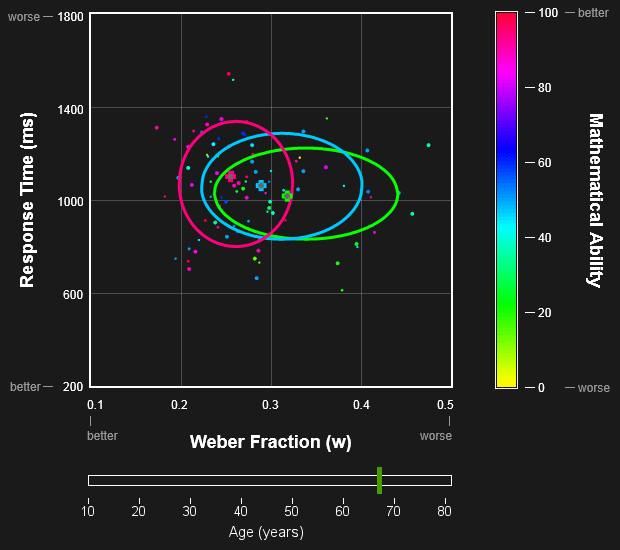 worse
1800
1400
1000
600
better
200
Response Time (ms)
0.1
0.2
0.3
0.4
0.5
better
worse
Weber Fraction (w)
100
80
60
40
20
0
better
worse
Mathematical Ability
10
20
30
40
50
60
70
80
Age (years)